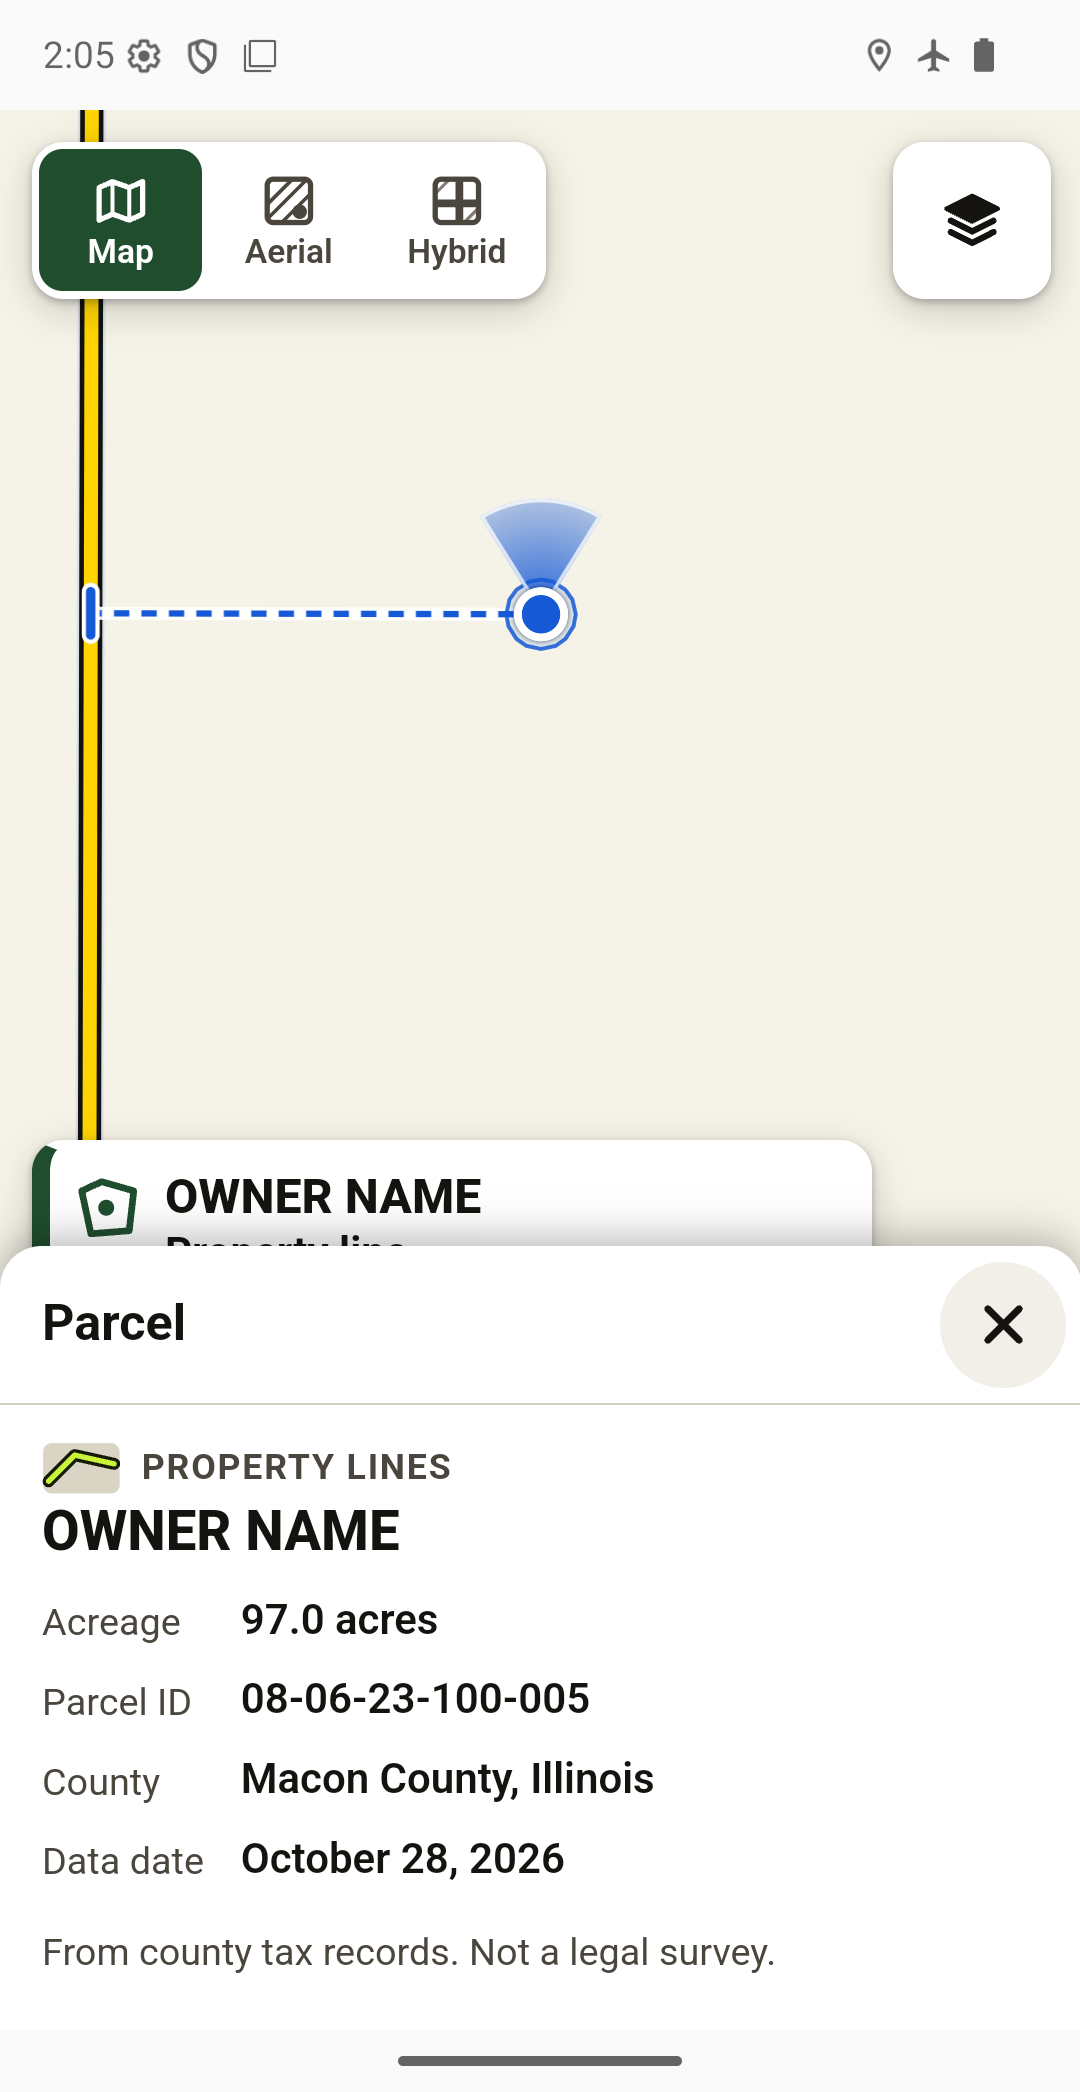 2:05
Map
Aerial
Hybrid
OWNER NAME
Property line
Parcel
PROPERTY LINES
OWNER NAME
Acreage 97.0 acres
Parcel ID 08-06-23-100-005
County Macon County, Illinois
Data date October 28, 2026
From county tax records. Not a legal survey.